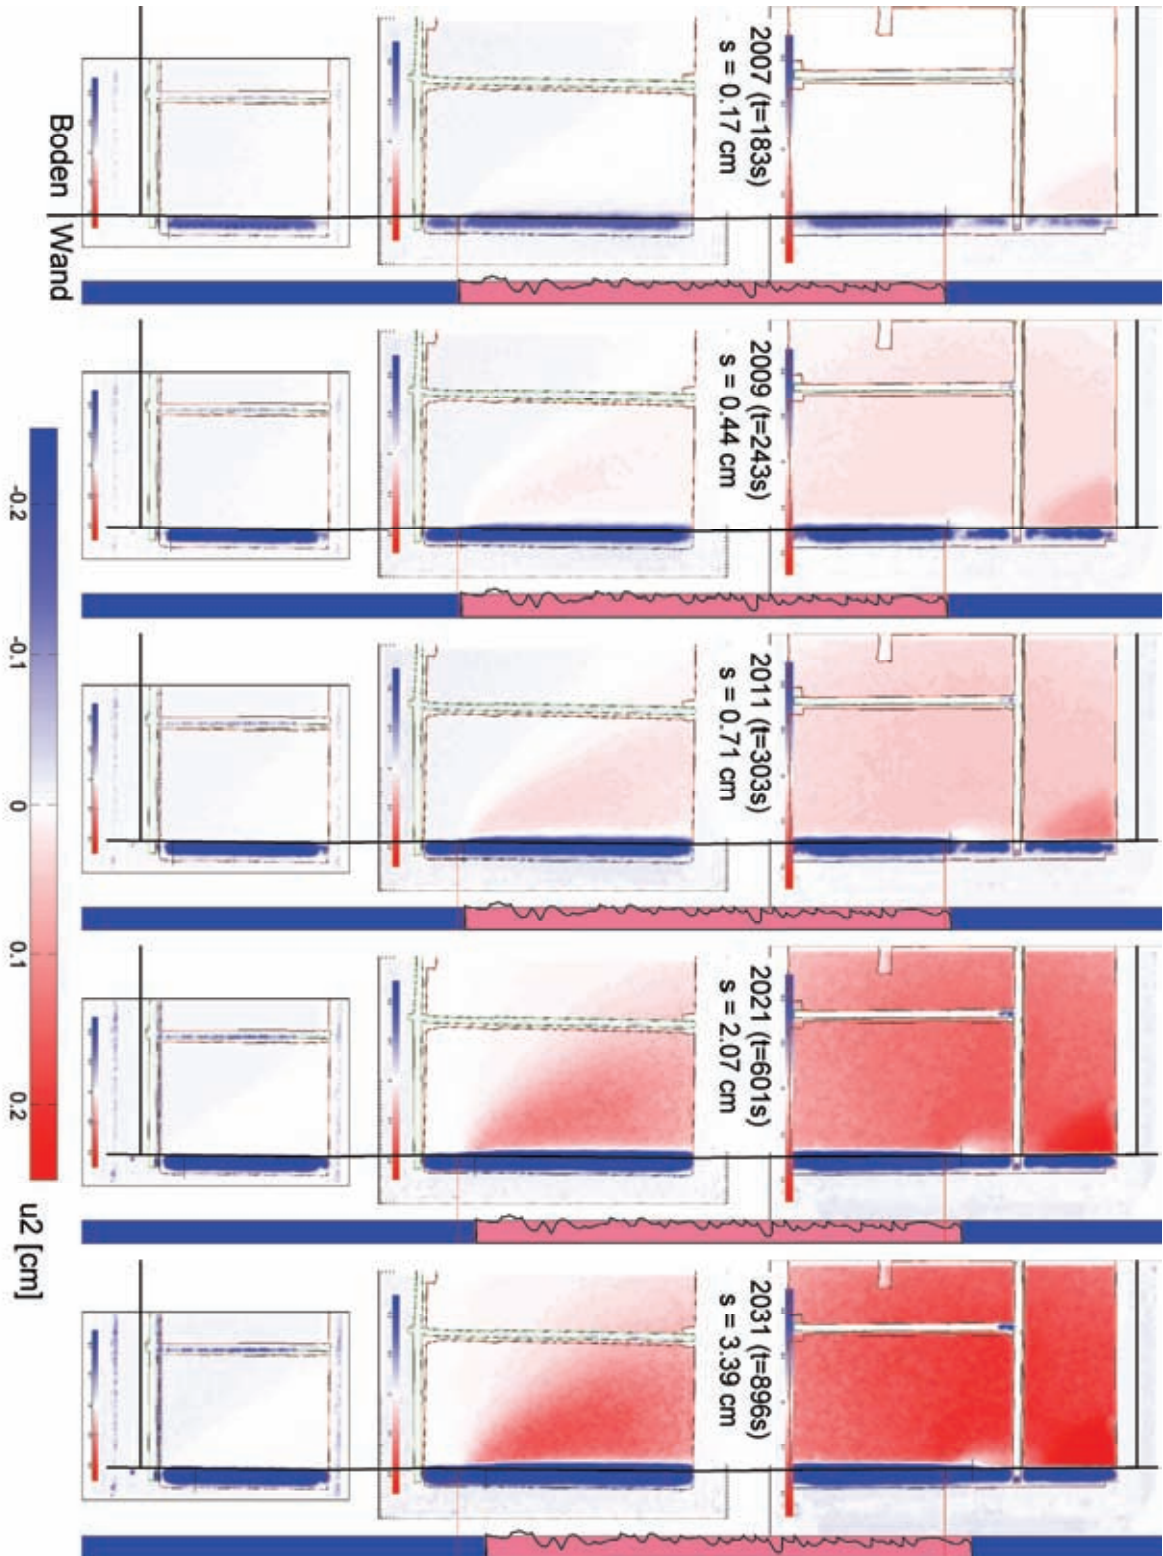 2007 (t=183s)
s = 0.17 cm
Boden | Wand
2009 (t=243s)
s = 0.44 cm
2011 (t=303s)
s = 0.71 cm
2021 (t=601s)
s = 2.07 cm
2031 (t=896s)
s = 3.39 cm
-0.2 -0.1 0 0.1 0.2 u2 [cm]